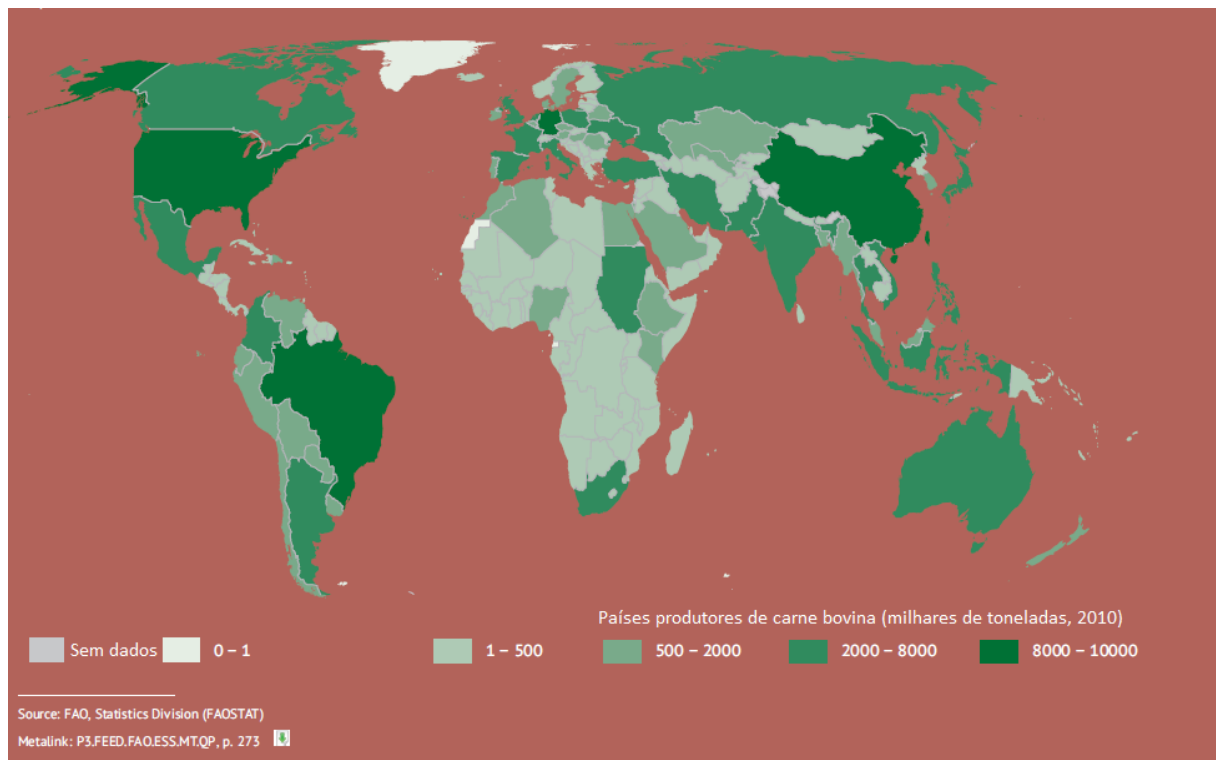 Países produtores de carne bovina (milhares de toneladas, 2010)
Sem dados 0 – 1 1 – 500 500 – 2000 2000 – 8000 8000 – 10000
Source: FAO, Statistics Division (FAOSTAT)
Metalink: P3.FEED.FAO.ESS.MT.QP, p. 273